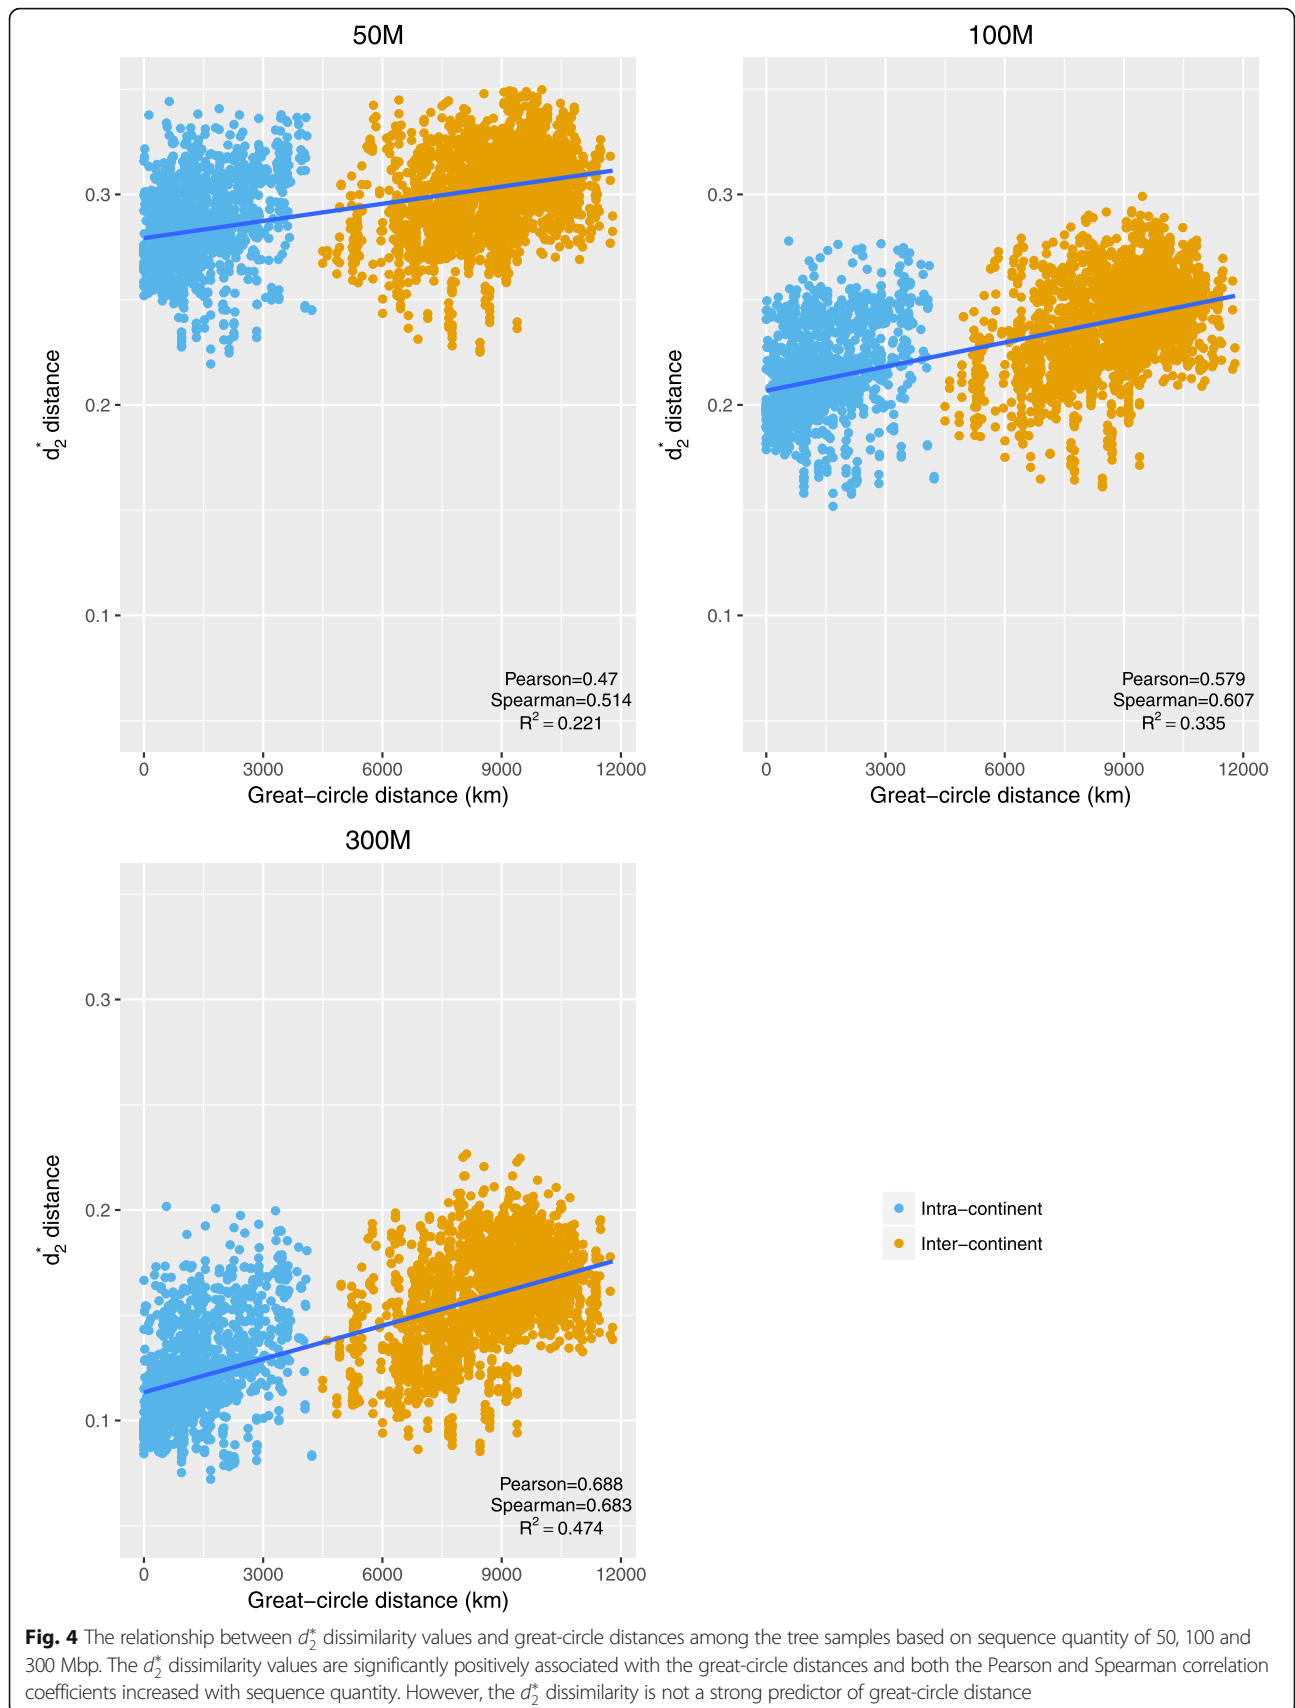 50M
0.3
0.2
0.1
d2* distance
Pearson=0.47
Spearman=0.514
R2 = 0.221
0 3000 6000 9000 12000
Great−circle distance (km)
100M
0.3
0.2
0.1
d2* distance
Pearson=0.579
Spearman=0.607
R2 = 0.335
0 3000 6000 9000 12000
Great−circle distance (km)
300M
0.3
0.2
0.1
d2* distance
Pearson=0.688
Spearman=0.683
R2 = 0.474
0 3000 6000 9000 12000
Great−circle distance (km)
Intra−continent
Inter−continent
Fig. 4 The relationship between d2* dissimilarity values and great-circle distances among the tree samples based on sequence quantity of 50, 100 and
300 Mbp. The d2* dissimilarity values are significantly positively associated with the great-circle distances and both the Pearson and Spearman correlation
coefficients increased with sequence quantity. However, the d2* dissimilarity is not a strong predictor of great-circle distance